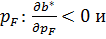 p_F: ∂b*/∂p_F < 0 и